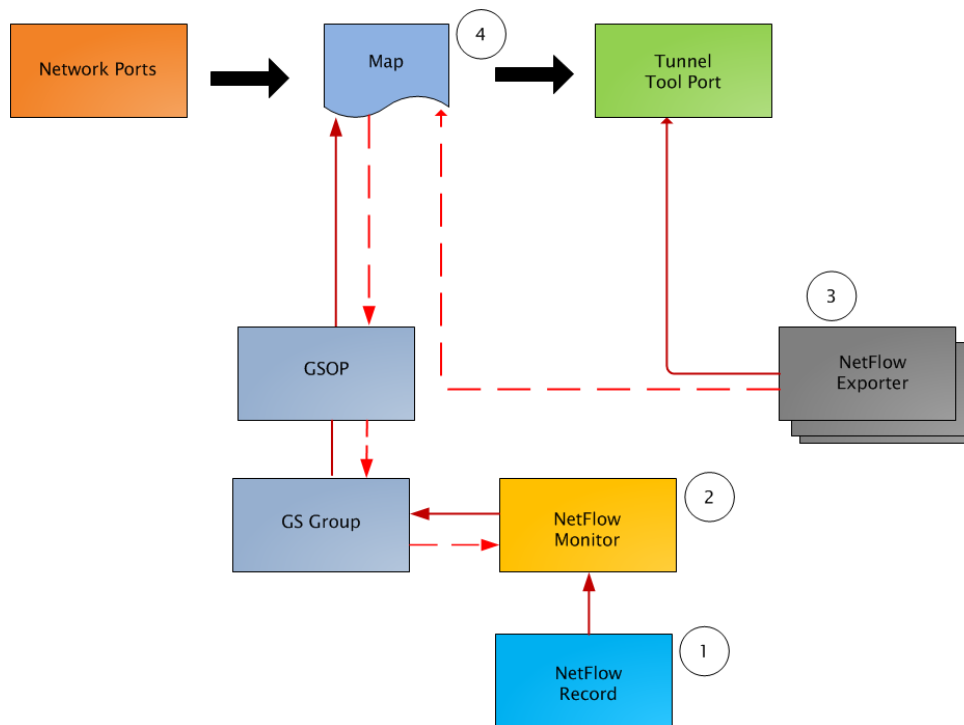 Network Ports
Map
4
Tunnel
Tool Port
3
GSOP
NetFlow
Exporter
2
GS Group
NetFlow
Monitor
1
NetFlow
Record